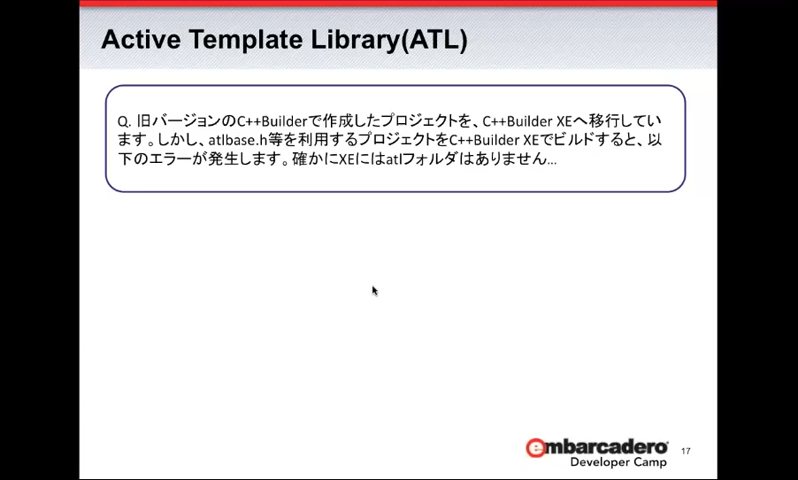 Active Template Library(ATL)
Q. 旧バージョンのC++Builderで作成したプロジェクトを、C++Builder XEへ移行してい
ます。しかし、atlbase.h等を利用するプロジェクトをC++Builder XEでビルドすると、以
下のエラーが発生します。確かにXEにはatlフォルダはありません...
embarcadero
Developer Camp
17